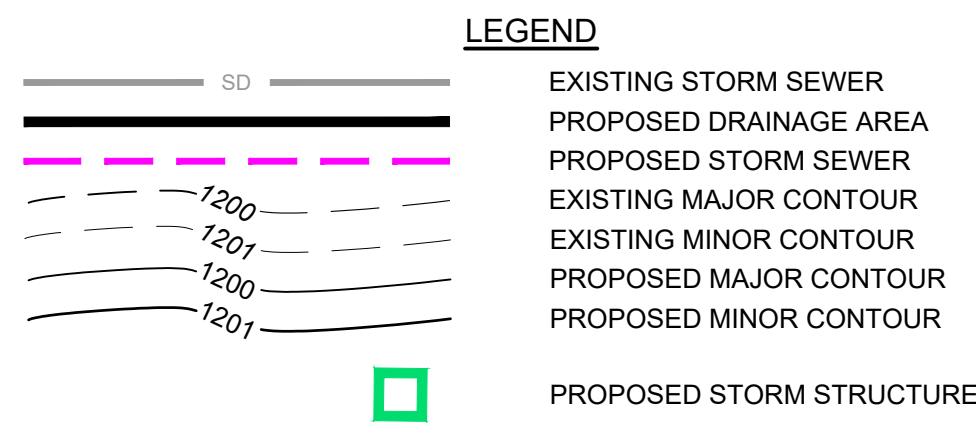 LEGEND
SD EXISTING STORM SEWER
PROPOSED DRAINAGE AREA
PROPOSED STORM SEWER
1200 EXISTING MAJOR CONTOUR
1201 EXISTING MINOR CONTOUR
1200 PROPOSED MAJOR CONTOUR
1201 PROPOSED MINOR CONTOUR
PROPOSED STORM STRUCTURE